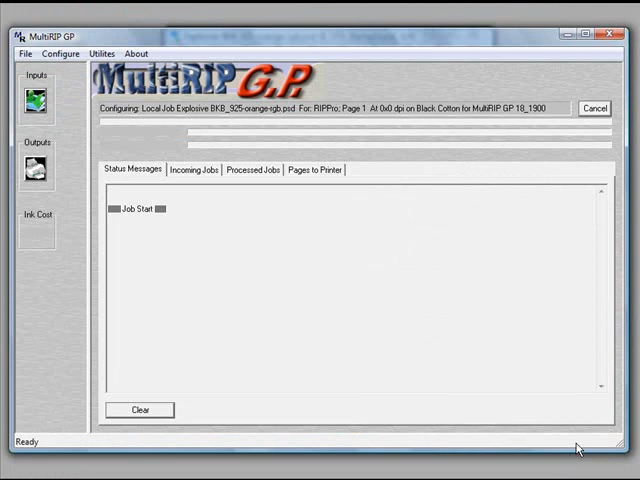 MultiRIP GP
File Configure Utilites About
Inputs
MultiRIP G.P.
Configuring: Local Job Explosive BKB_925-orange-rgb.psd For: RIPPro; Page 1 At 0x0 dpi on Black Cotton for MultiRIP GP 18_1900
Cancel
Outputs
Status Messages Incoming Jobs Processed Jobs Pages to Printer
Job Start
Ink Cost
Clear
Ready